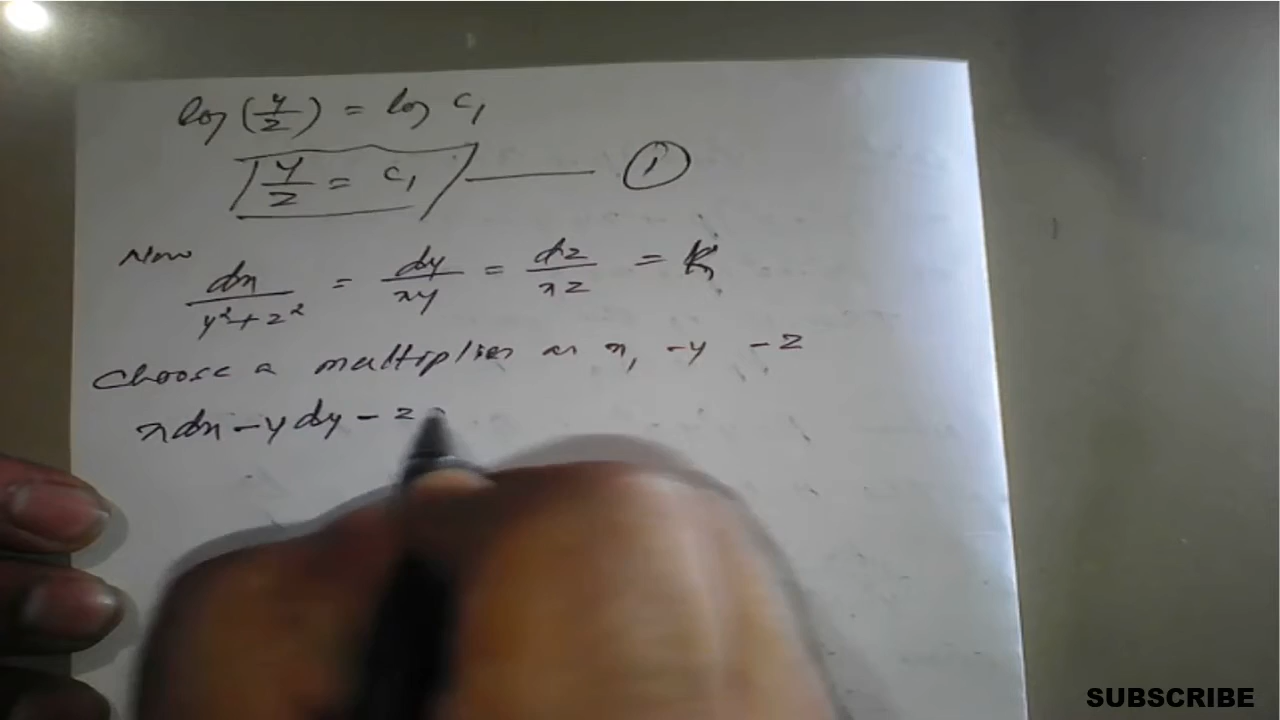 log(y/z) = log c₁
y/z = c₁ —— ①
Now
dx/(y²+z²) = dy/xy = dz/xz = k
Choose a multiplier as x, -y -z
xdx - ydy - z
SUBSCRIBE